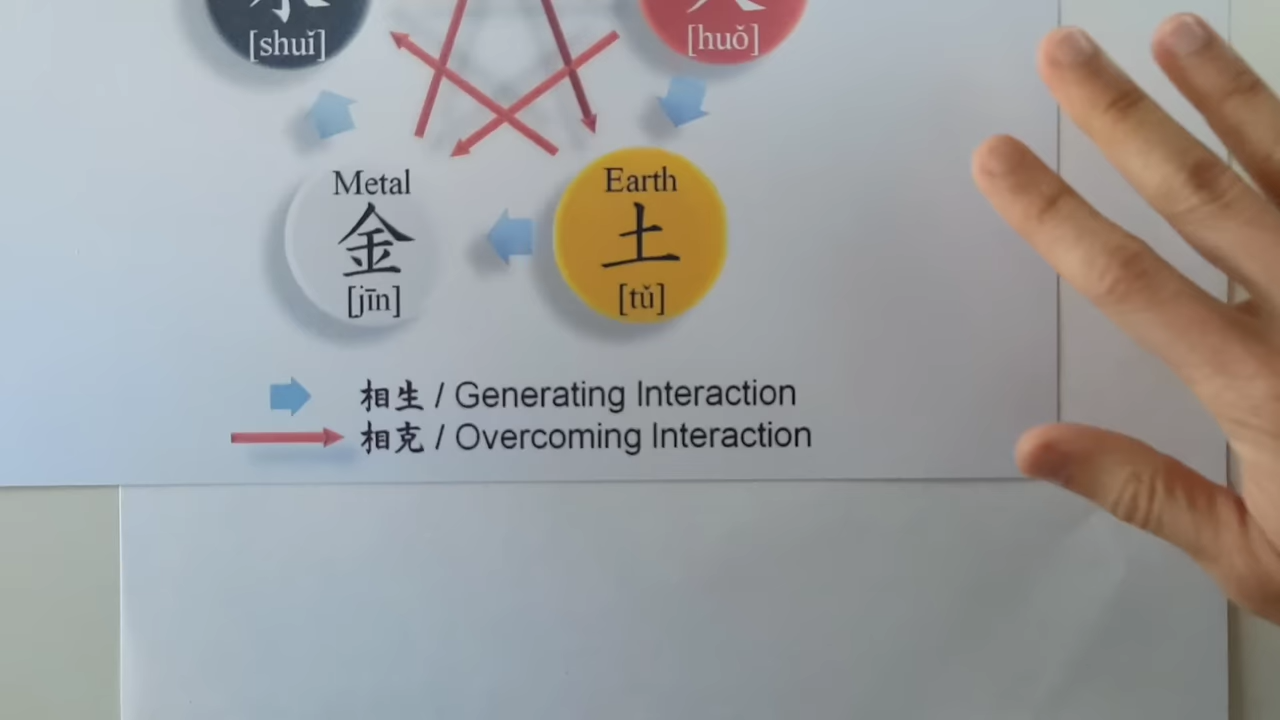 [shuǐ]
[huǒ]
Metal
金
[jīn]
Earth
土
[tǔ]
相生 / Generating Interaction
相克 / Overcoming Interaction